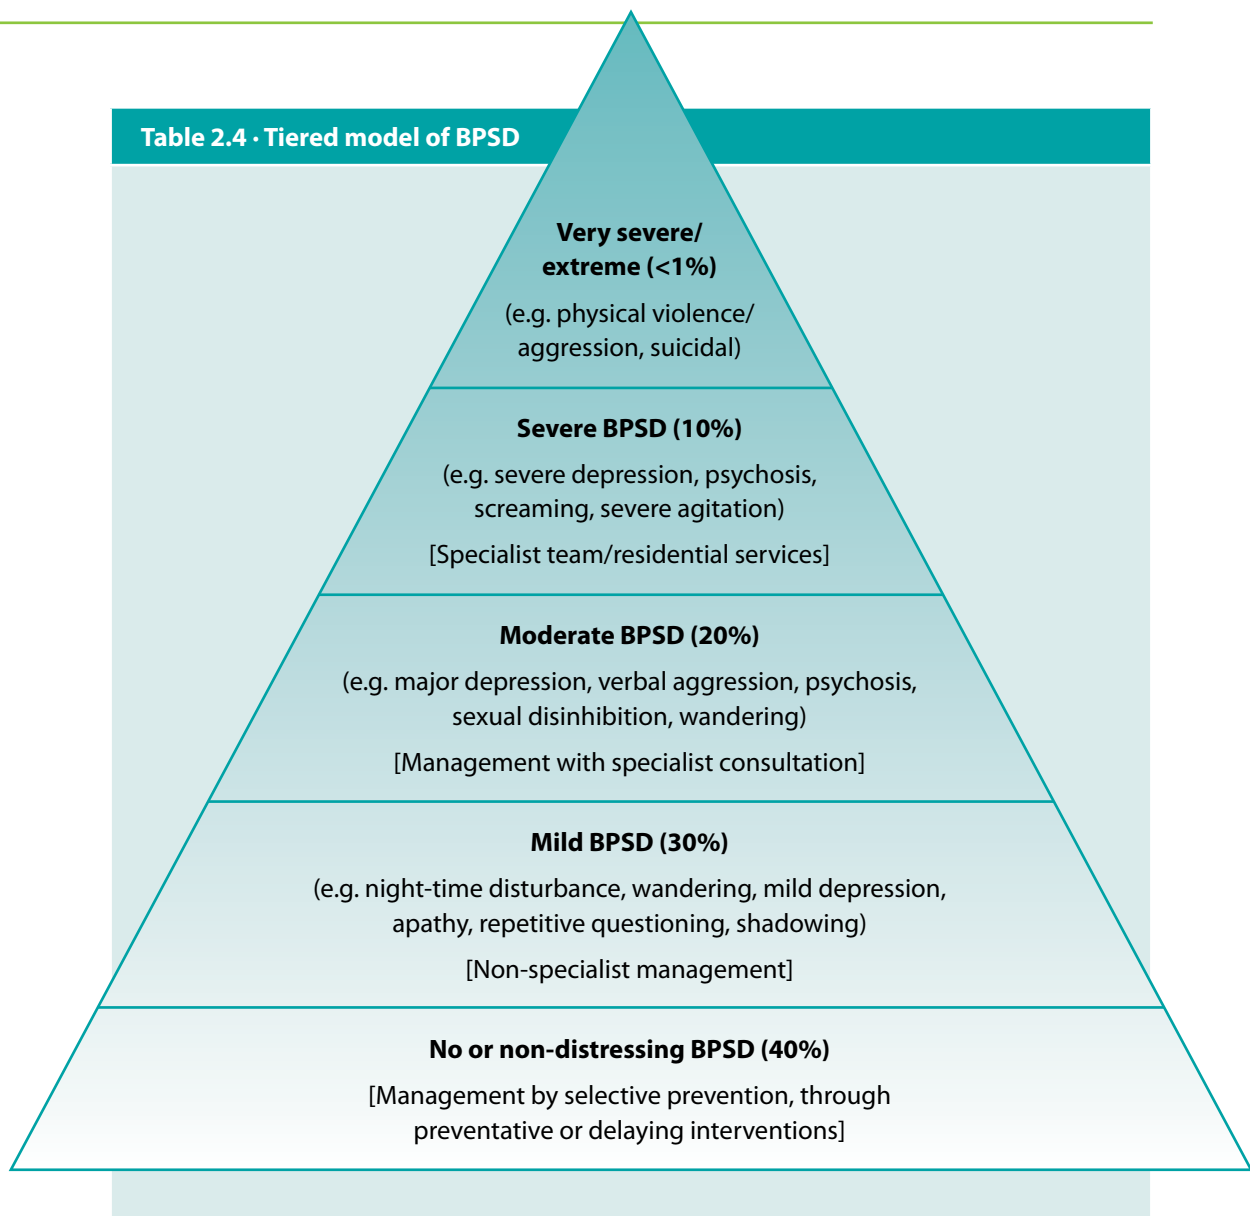 Table 2.4 · Tiered model of BPSD
Very severe/
extreme (<1%)
(e.g. physical violence/
aggression, suicidal)
Severe BPSD (10%)
(e.g. severe depression, psychosis,
screaming, severe agitation)
[Specialist team/residential services]
Moderate BPSD (20%)
(e.g. major depression, verbal aggression, psychosis,
sexual disinhibition, wandering)
[Management with specialist consultation]
Mild BPSD (30%)
(e.g. night-time disturbance, wandering, mild depression,
apathy, repetitive questioning, shadowing)
[Non-specialist management]
No or non-distressing BPSD (40%)
[Management by selective prevention, through
preventative or delaying interventions]